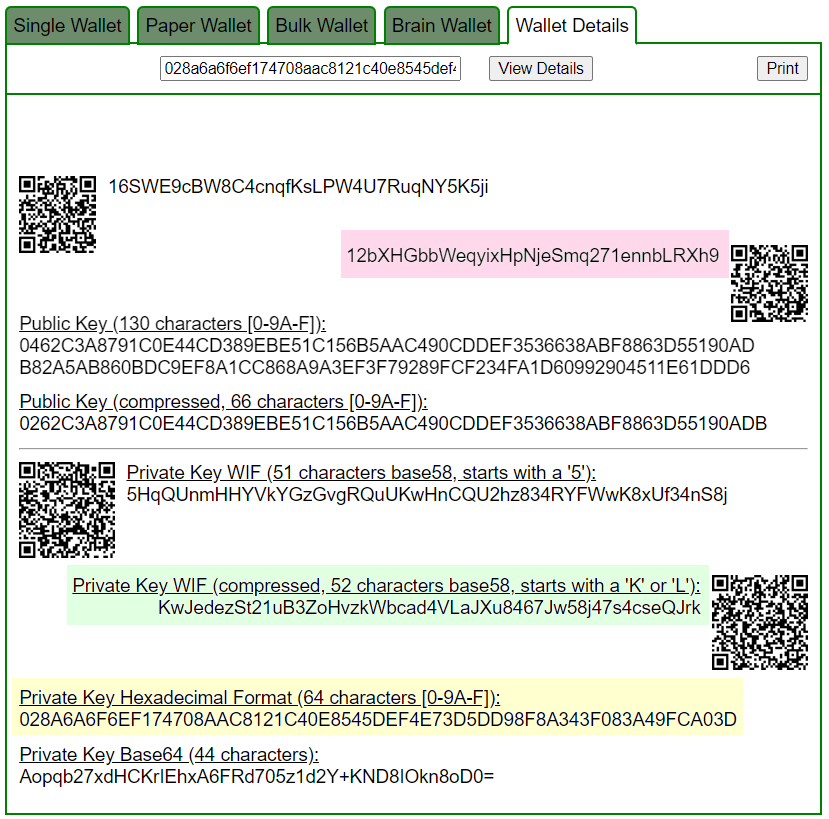 Single Wallet Paper Wallet Bulk Wallet Brain Wallet Wallet Details
028a6a6f6ef174708aac8121c40e8545def4 View Details Print
16SWE9cBW8C4cnqfKsLPW4U7RuqNY5K5ji
12bXHGbbWeqyixHpNjeSmq271ennbLRXh9
Public Key (130 characters [0-9A-F]):
0462C3A8791C0E44CD389EBE51C156B5AAC490CDDEF3536638ABF8863D55190AD
B82A5AB860BDC9EF8A1CC868A9A3EF3F79289FCF234FA1D60992904511E61DDD6
Public Key (compressed, 66 characters [0-9A-F]):
0262C3A8791C0E44CD389EBE51C156B5AAC490CDDEF3536638ABF8863D55190ADB
Private Key WIF (51 characters base58, starts with a '5'):
5HqQUnmHHYVkYGzGvgRQuUKwHnCQU2hz834RYFWwK8xUf34nS8j
Private Key WIF (compressed, 52 characters base58, starts with a 'K' or 'L'):
KwJedezSt21uB3ZoHvzkWbcad4VLaJXu8467Jw58j47s4cseQJrk
Private Key Hexadecimal Format (64 characters [0-9A-F]):
028A6A6F6EF174708AAC8121C40E8545DEF4E73D5DD98F8A343F083A49FCA03D
Private Key Base64 (44 characters):
Aopqb27xdHCKrIEhxA6FRd705z1d2Y+KND8IOkn8oD0=